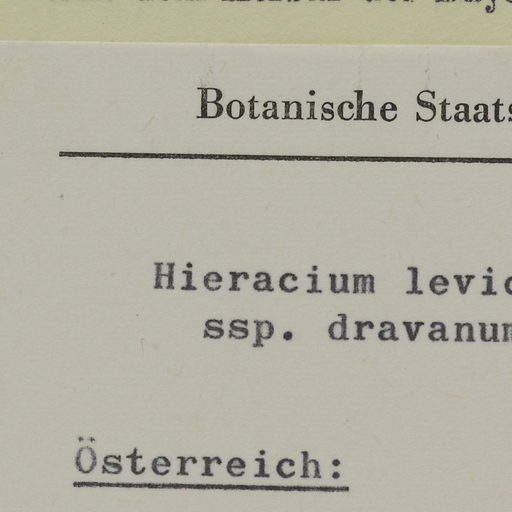 Botanische Staats
Hieracium levic
ssp. dravanum
Österreich: